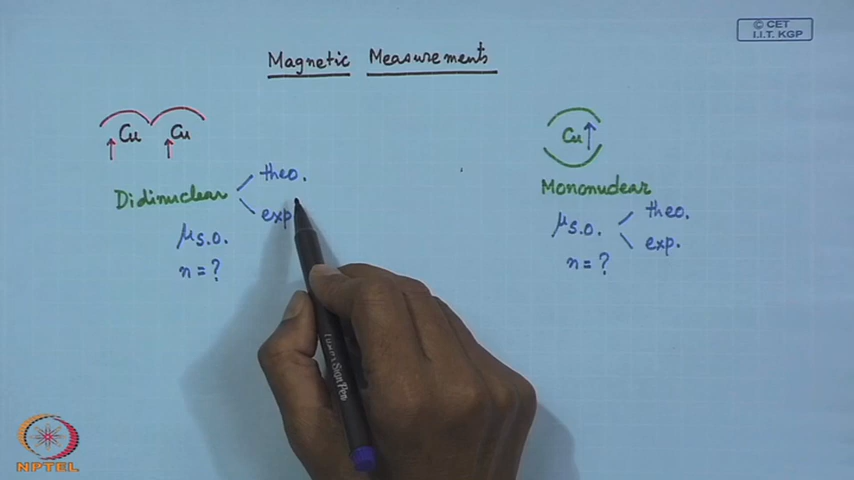 © CET
I.I.T. KGP
Magnetic Measurements
Cu Cu
Didinuclear
theo.
exp
μs.o.
n = ?
Cu
Mononuclear
μs.o.
theo.
exp.
n = ?
NPTEL